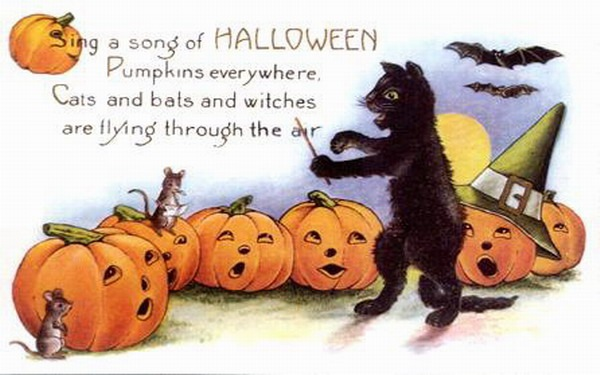 Sing a song of HALLOWEEN
Pumpkins everywhere,
Cats and bats and witches
are flying through the air